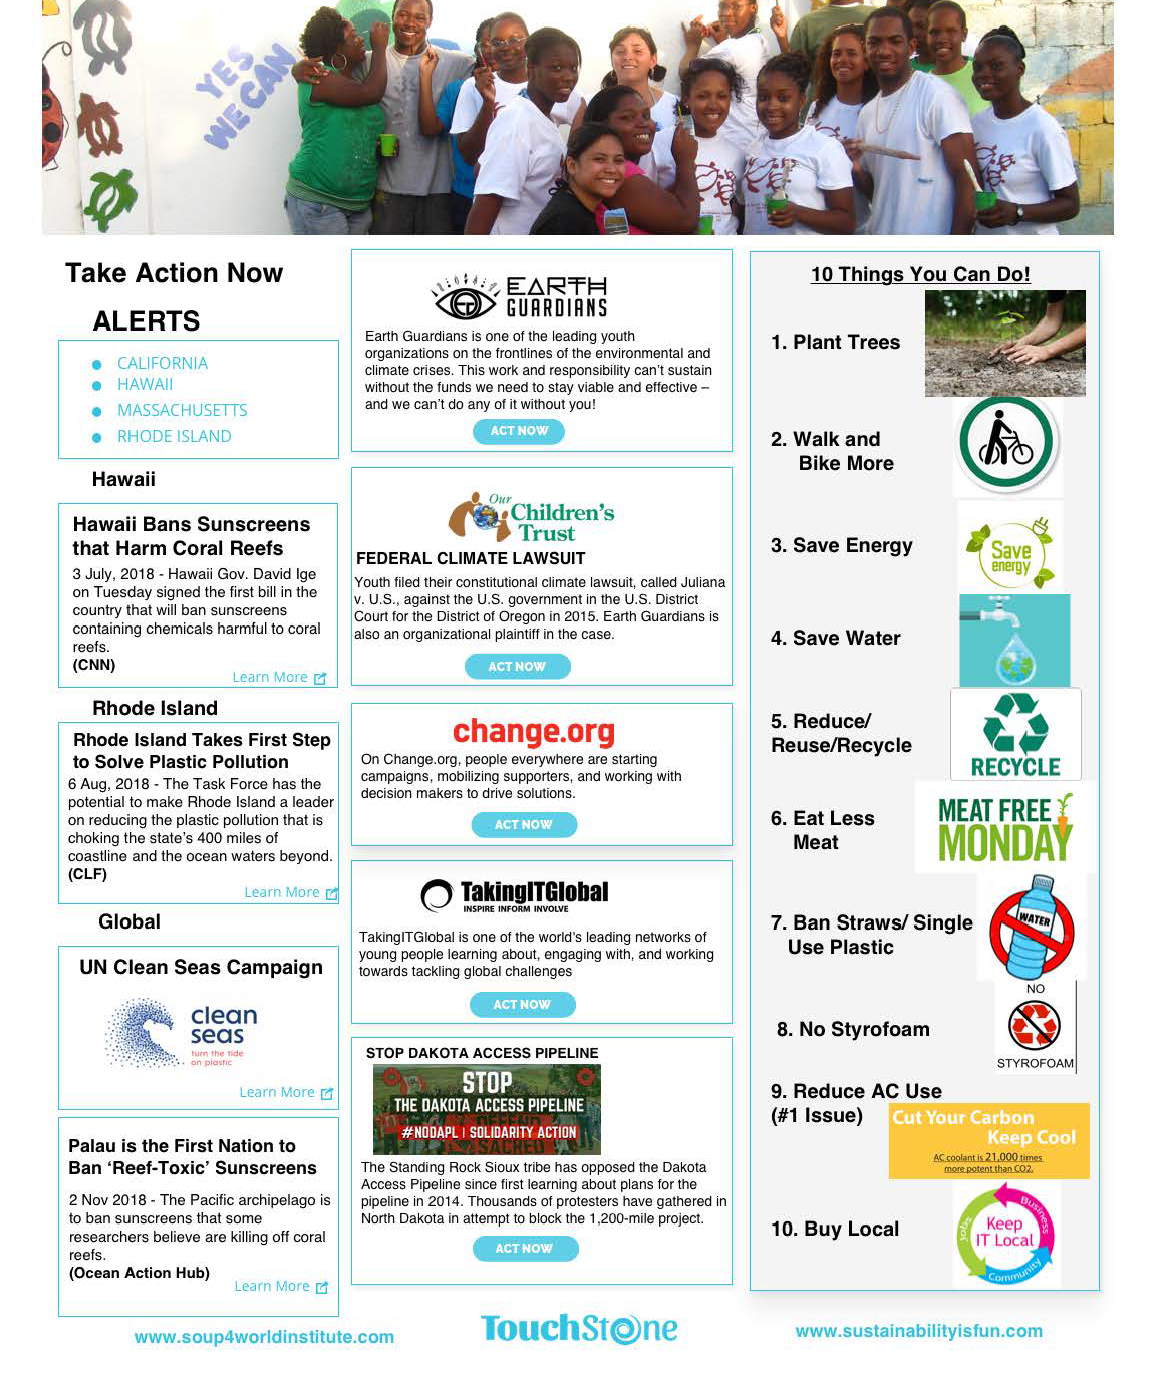 YES
WE CAN
Take Action Now
ALERTS
CALIFORNIA
HAWAII
MASSACHUSETTS
RHODE ISLAND
Hawaii
Hawaii Bans Sunscreens
that Harm Coral Reefs
3 July, 2018 - Hawaii Gov. David Ige
on Tuesday signed the first bill in the
country that will ban sunscreens
containing chemicals harmful to coral
reefs.
(CNN)
Learn More
Rhode Island
Rhode Island Takes First Step
to Solve Plastic Pollution
6 Aug, 2018 - The Task Force has the
potential to make Rhode Island a leader
on reducing the plastic pollution that is
choking the state's 400 miles of
coastline and the ocean waters beyond.
(CLF)
Learn More
Global
UN Clean Seas Campaign
clean
seas
turn the tide
on plastic
Learn More
Palau is the First Nation to
Ban ‘Reef-Toxic’ Sunscreens
2 Nov 2018 - The Pacific archipelago is
to ban sunscreens that some
researchers believe are killing off coral
reefs.
(Ocean Action Hub)
Learn More
www.soup4worldinstitute.com
EARTH
GUARDIANS
Earth Guardians is one of the leading youth
organizations on the frontlines of the environmental and
climate crises. This work and responsibility can't sustain
without the funds we need to stay viable and effective –
and we can't do any of it without you!
ACT NOW
Our
Children's
Trust
FEDERAL CLIMATE LAWSUIT
Youth filed their constitutional climate lawsuit, called Juliana
v. U.S., against the U.S. government in the U.S. District
Court for the District of Oregon in 2015. Earth Guardians is
also an organizational plaintiff in the case.
ACT NOW
change.org
On Change.org, people everywhere are starting
campaigns, mobilizing supporters, and working with
decision makers to drive solutions.
ACT NOW
TakingITGlobal
INSPIRE INFORM INVOLVE
TakingITGlobal is one of the world's leading networks of
young people learning about, engaging with, and working
towards tackling global challenges
ACT NOW
STOP DAKOTA ACCESS PIPELINE
STOP
THE DAKOTA ACCESS PIPELINE
DEFEND
#NODAPL | SOLIDARITY ACTION
SACRED
The Standing Rock Sioux tribe has opposed the Dakota
Access Pipeline since first learning about plans for the
pipeline in 2014. Thousands of protesters have gathered in
North Dakota in attempt to block the 1,200-mile project.
ACT NOW
TouchStone
10 Things You Can Do!
1. Plant Trees
2. Walk and
Bike More
3. Save Energy
Save
energy
4. Save Water
5. Reduce/
Reuse/Recycle
RECYCLE
6. Eat Less
Meat
MEAT FREE
MONDAY
7. Ban Straws/ Single
Use Plastic
WATER
8. No Styrofoam
NO
STYROFOAM
9. Reduce AC Use
(#1 Issue)
Cut Your Carbon
Keep Cool
AC coolant is 21,000 times
more potent than CO2.
10. Buy Local
Keep
IT Local
Jobs
Business
Community
www.sustainabilityisfun.com